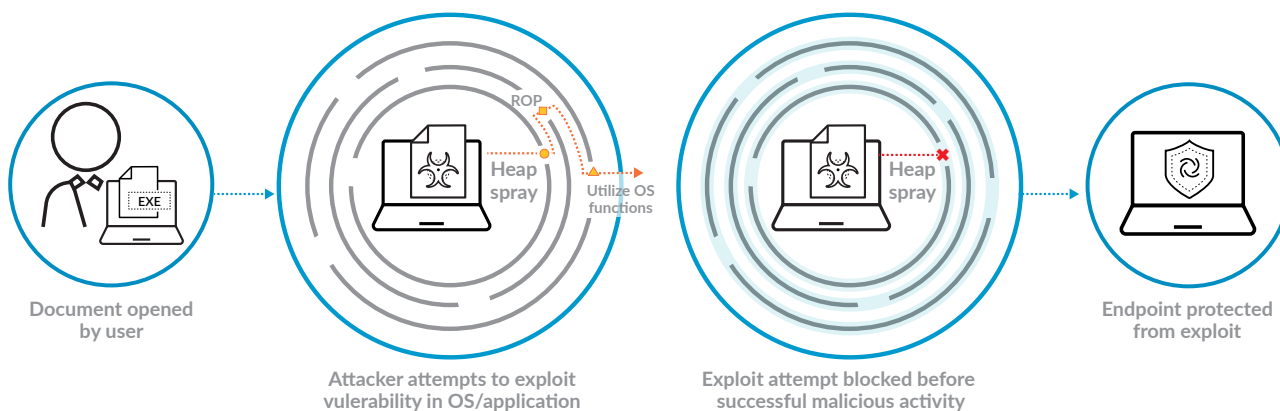 EXE
Document opened
by user
ROP
Heap
spray
Utilize OS
functions
Attacker attempts to exploit
vulerability in OS/application
Heap
spray
Exploit attempt blocked before
successful malicious activity
Endpoint protected
from exploit